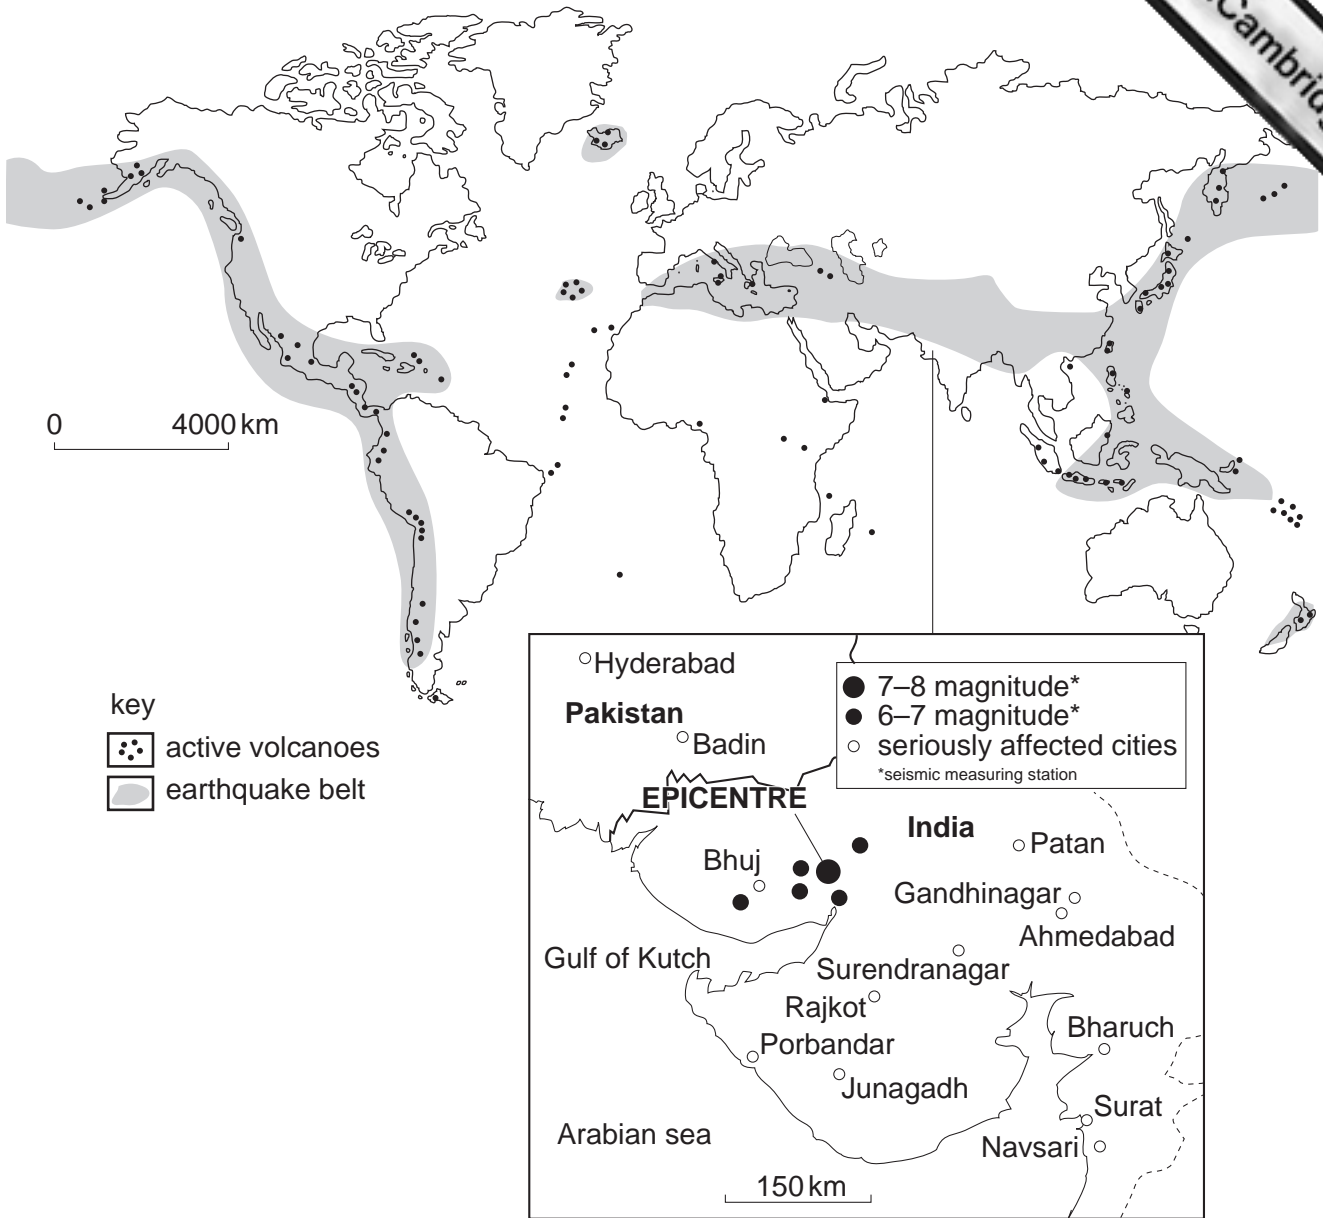 Cambridg
0 4000 km
key
active volcanoes
earthquake belt
Hyderabad
Pakistan
Badin
7–8 magnitude*
6–7 magnitude*
seriously affected cities
*seismic measuring station
EPICENTRE
India
Patan
Bhuj
Gandhinagar
Ahmedabad
Gulf of Kutch
Surendranagar
Rajkot
Bharuch
Porbandar
Junagadh
Surat
Arabian sea
Navsari
150 km